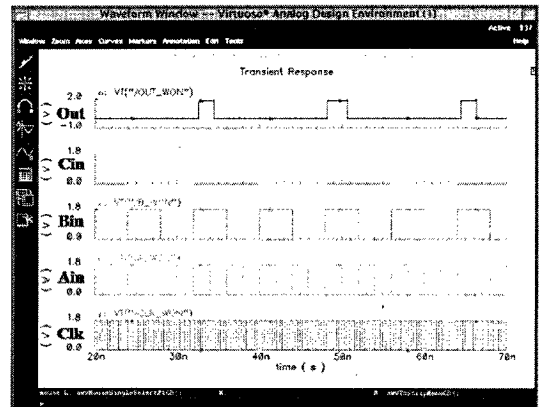 Waveform Window -- Virtuoso® Analog Design Environment (1)
Active 137
Window Zoom Axes Curves Markers Annotation Edit Tools
Help
Transient Response
2.0
Out
-1.0
1.8
Cin
0.0
1.8
Bin
0.0
1.8
Ain
0.0
1.8
Clk
0.0
20n 30n 40n 50n 60n 70n
time ( s )